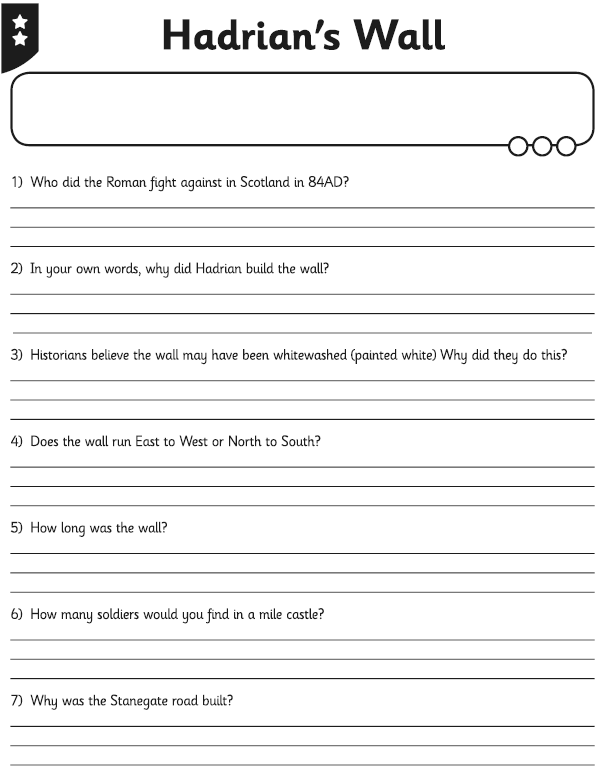 Hadrian's Wall
1) Who did the Roman fight against in Scotland in 84AD?
2) In your own words, why did Hadrian build the wall?
3) Historians believe the wall may have been whitewashed (painted white) Why did they do this?
4) Does the wall run East to West or North to South?
5) How long was the wall?
6) How many soldiers would you find in a mile castle?
7) Why was the Stanegate road built?